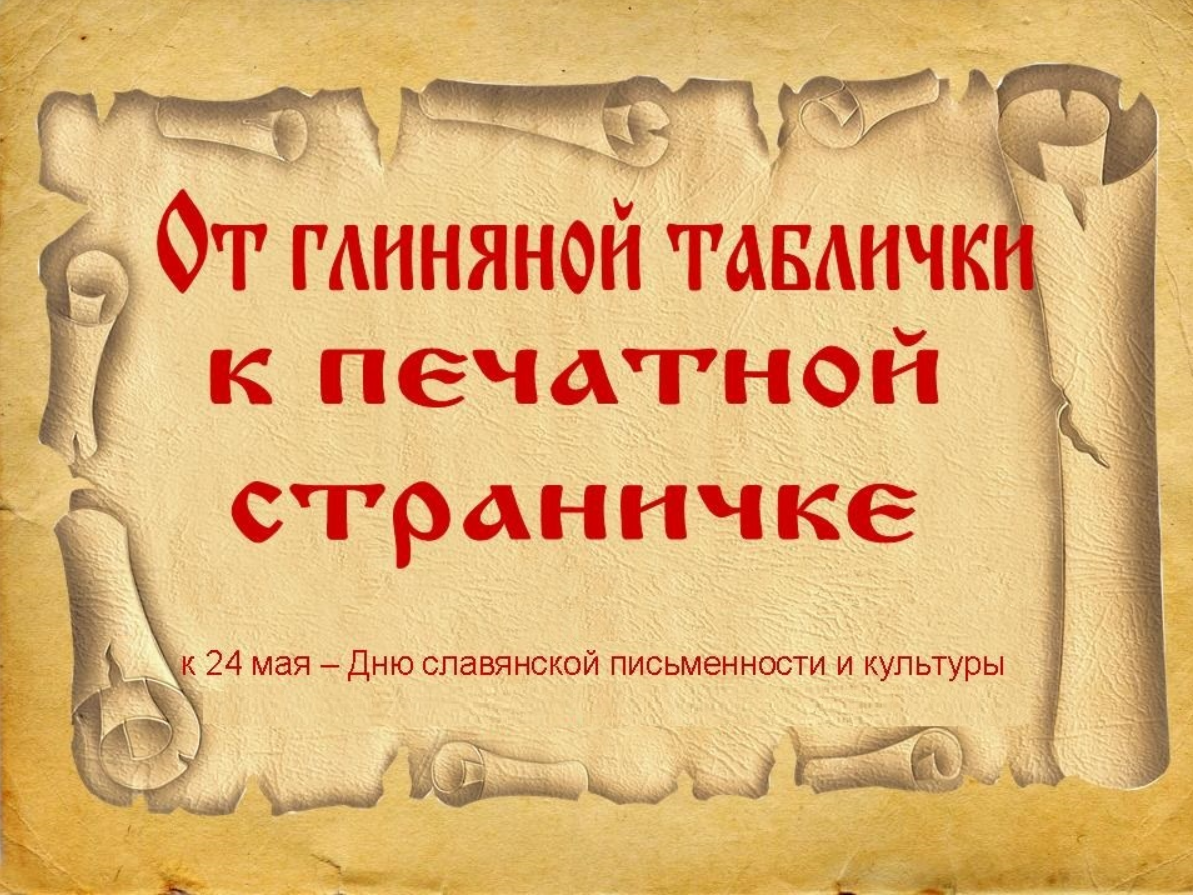 От глиняной таблички
к печатной
страничке
к 24 мая – Дню славянской письменности и культуры